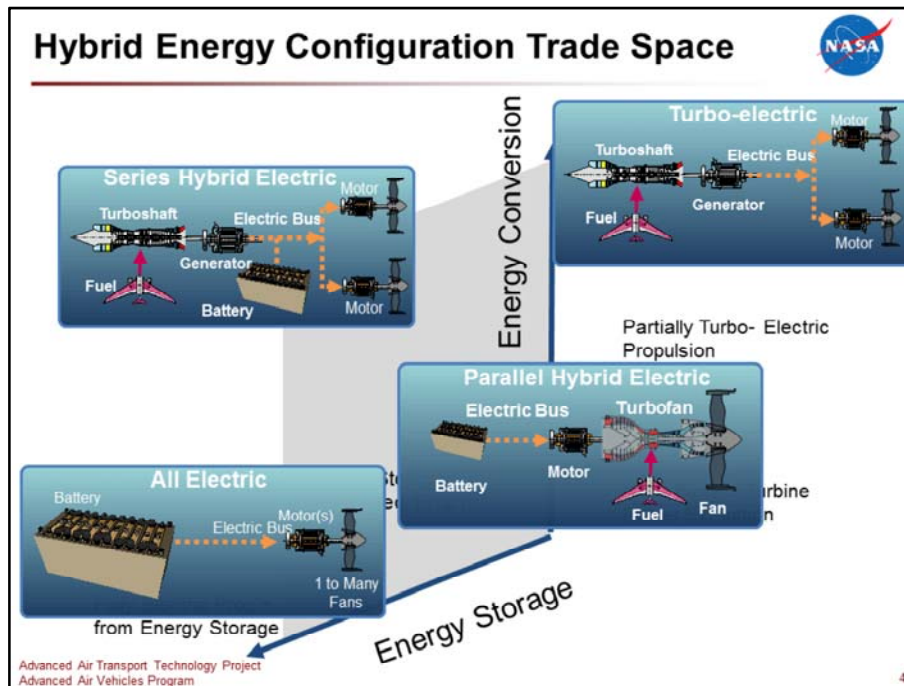 Hybrid Energy Configuration Trade Space
NASA
Energy Conversion
Turbo-electric
Motor
Turboshaft
Electric Bus
Fuel
Generator
Motor
Series Hybrid Electric
Motor
Turboshaft
Electric Bus
Generator
Fuel
Battery
Motor
Partially Turbo- Electric
Propulsion
Parallel Hybrid Electric
Electric Bus
Turbofan
Battery
Motor
Fuel
Fan
All Electric
Battery
Motor(s)
Electric Bus
1 to Many
Fans
from Energy Storage
Energy Storage
Advanced Air Transport Technology Project
Advanced Air Vehicles Program
4